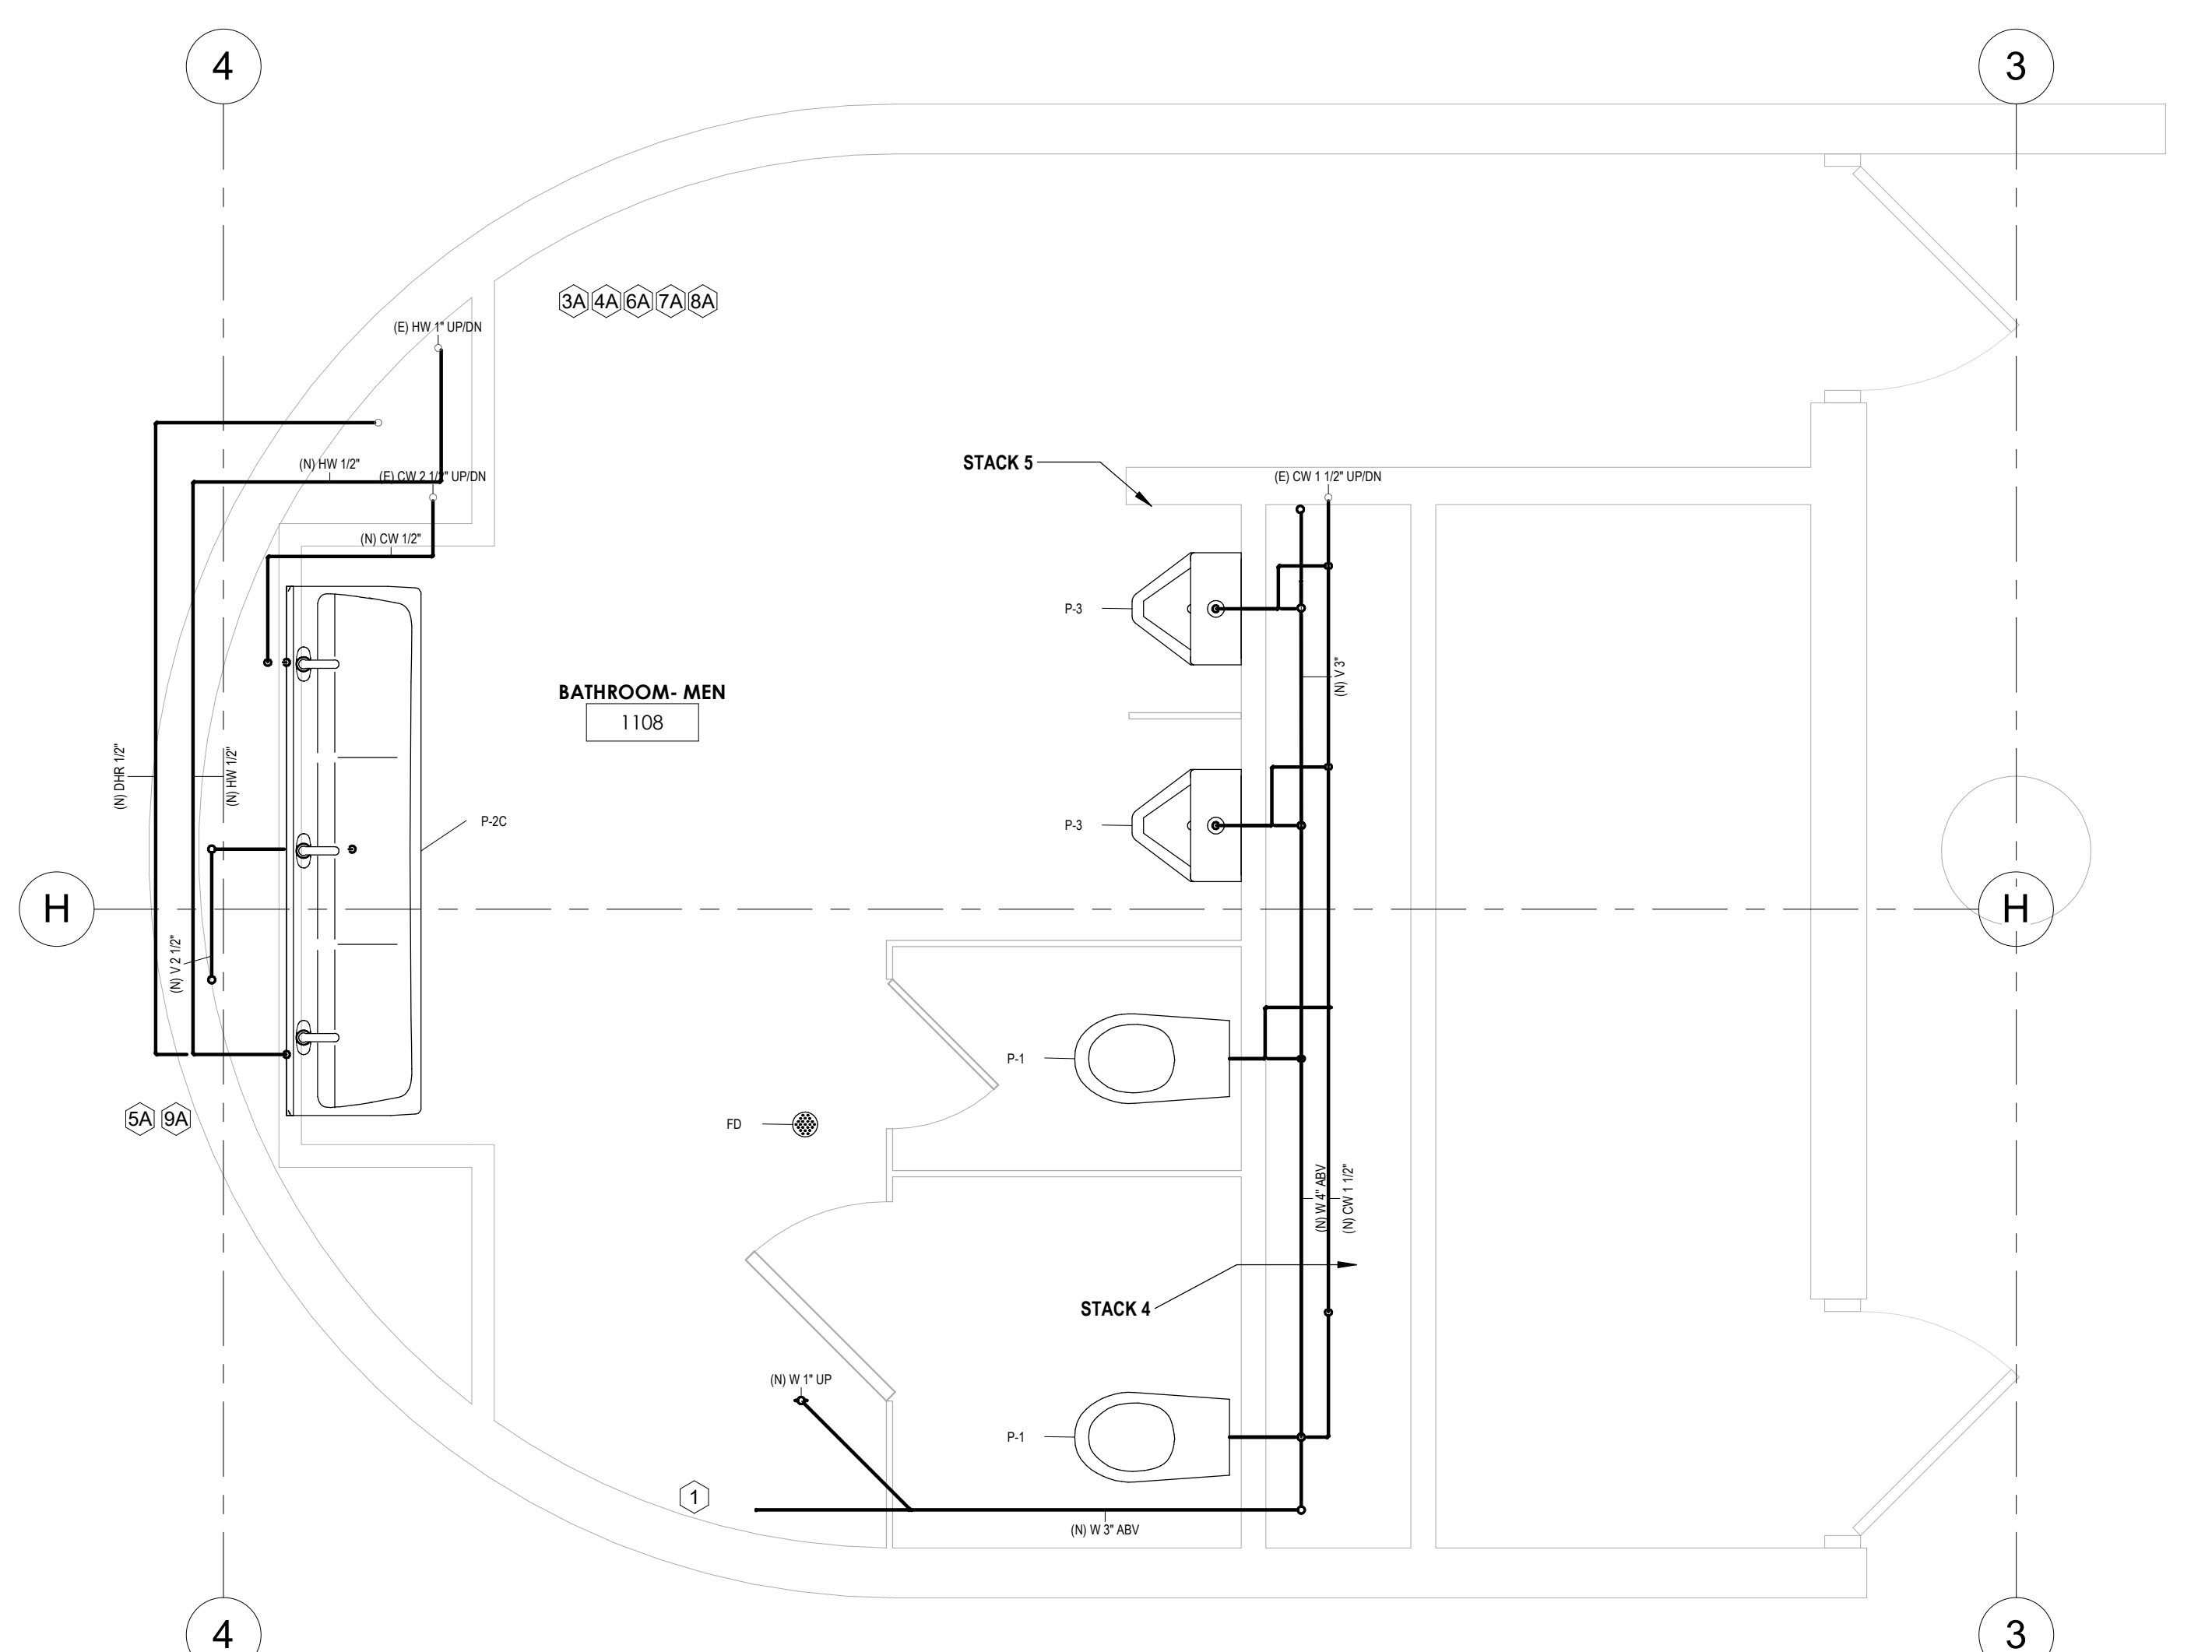 4
3
3A 4A 6A 7A 8A
(E) HW 1" UP/DN
(N) HW 1/2"
(E) CW 2 1/2" UP/DN
STACK 5
(E) CW 1 1/2" UP/DN
(N) CW 1/2"
P-3
(N) V 3"
BATHROOM- MEN
1108
(N) DHR 1/2"
(N) HW 1/2"
P-2C
P-3
H
H
(N) V 2 1/2"
P-1
5A 9A
FD
(N) W 4" ABV
(N) CW 1 1/2"
STACK 4
(N) W 1" UP
P-1
1
(N) W 3" ABV
4
3